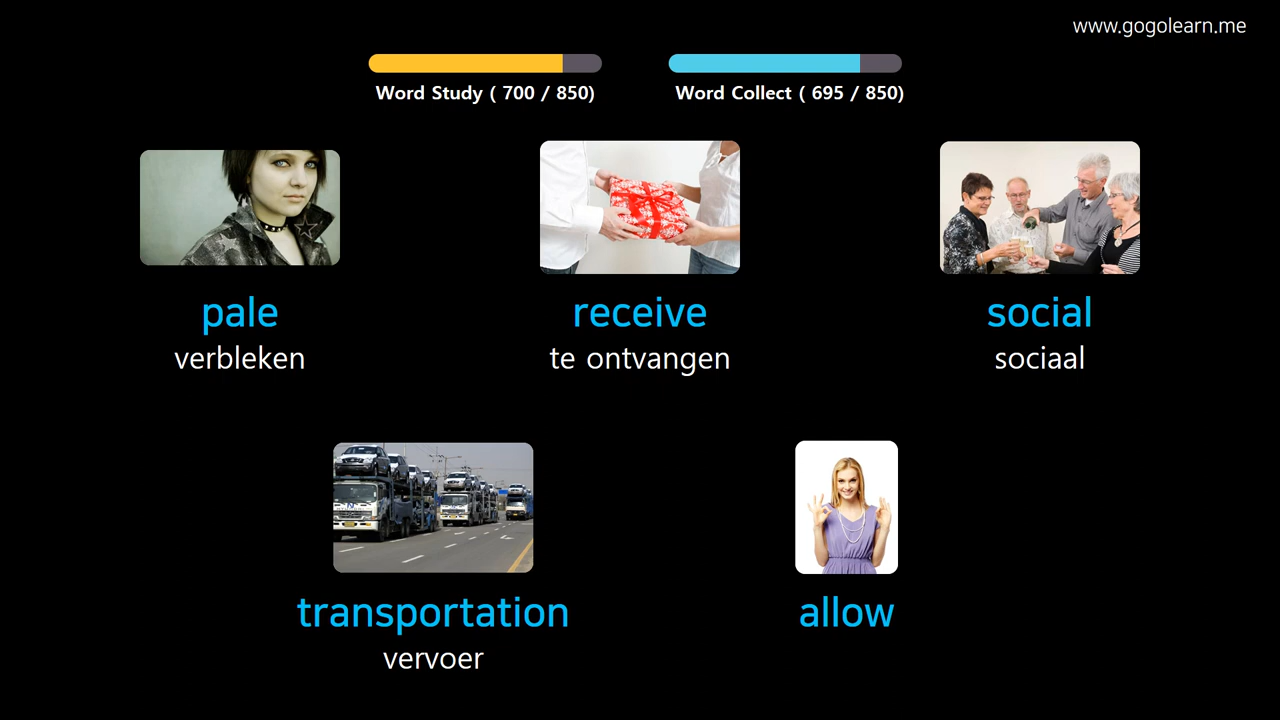 www.gogolearn.me
Word Study ( 700 / 850)
Word Collect ( 695 / 850)
pale
verbleken
receive
te ontvangen
social
sociaal
transportation
vervoer
allow